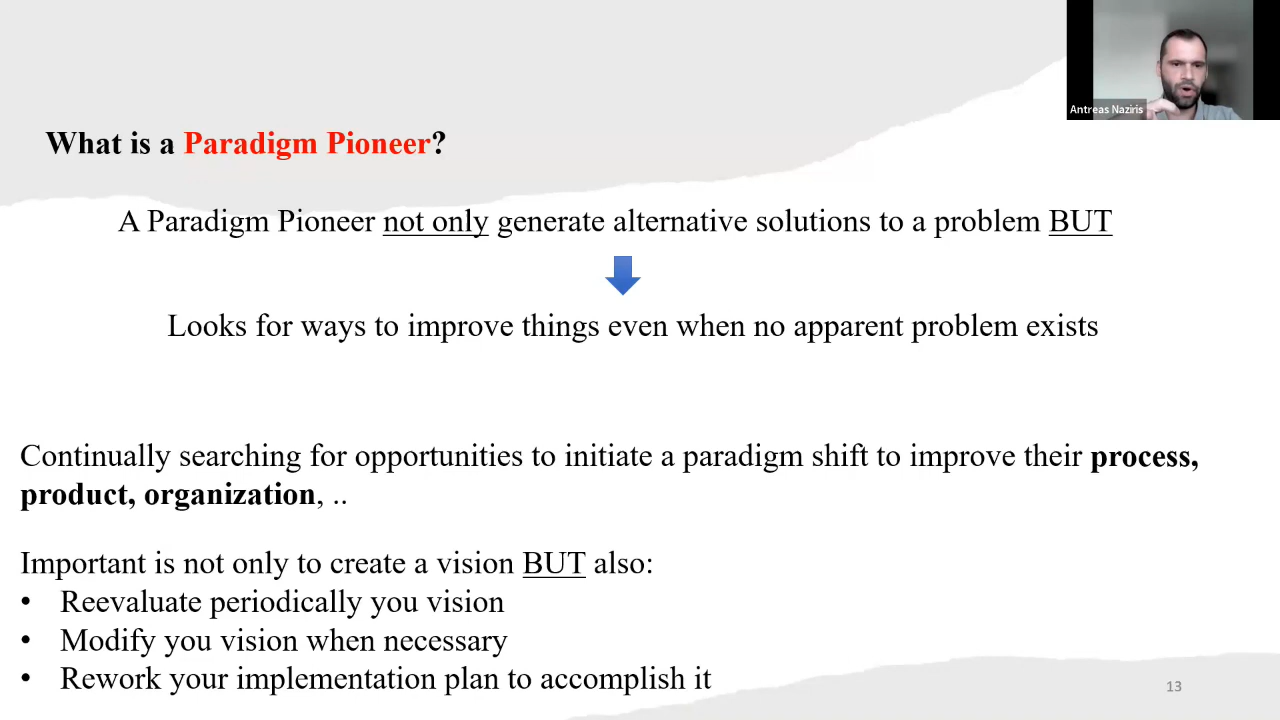 Antreas Naziris
What is a Paradigm Pioneer?
A Paradigm Pioneer not only generate alternative solutions to a problem BUT
Looks for ways to improve things even when no apparent problem exists
Continually searching for opportunities to initiate a paradigm shift to improve their process,
product, organization, ..
Important is not only to create a vision BUT also:
• Reevaluate periodically you vision
• Modify you vision when necessary
• Rework your implementation plan to accomplish it
13